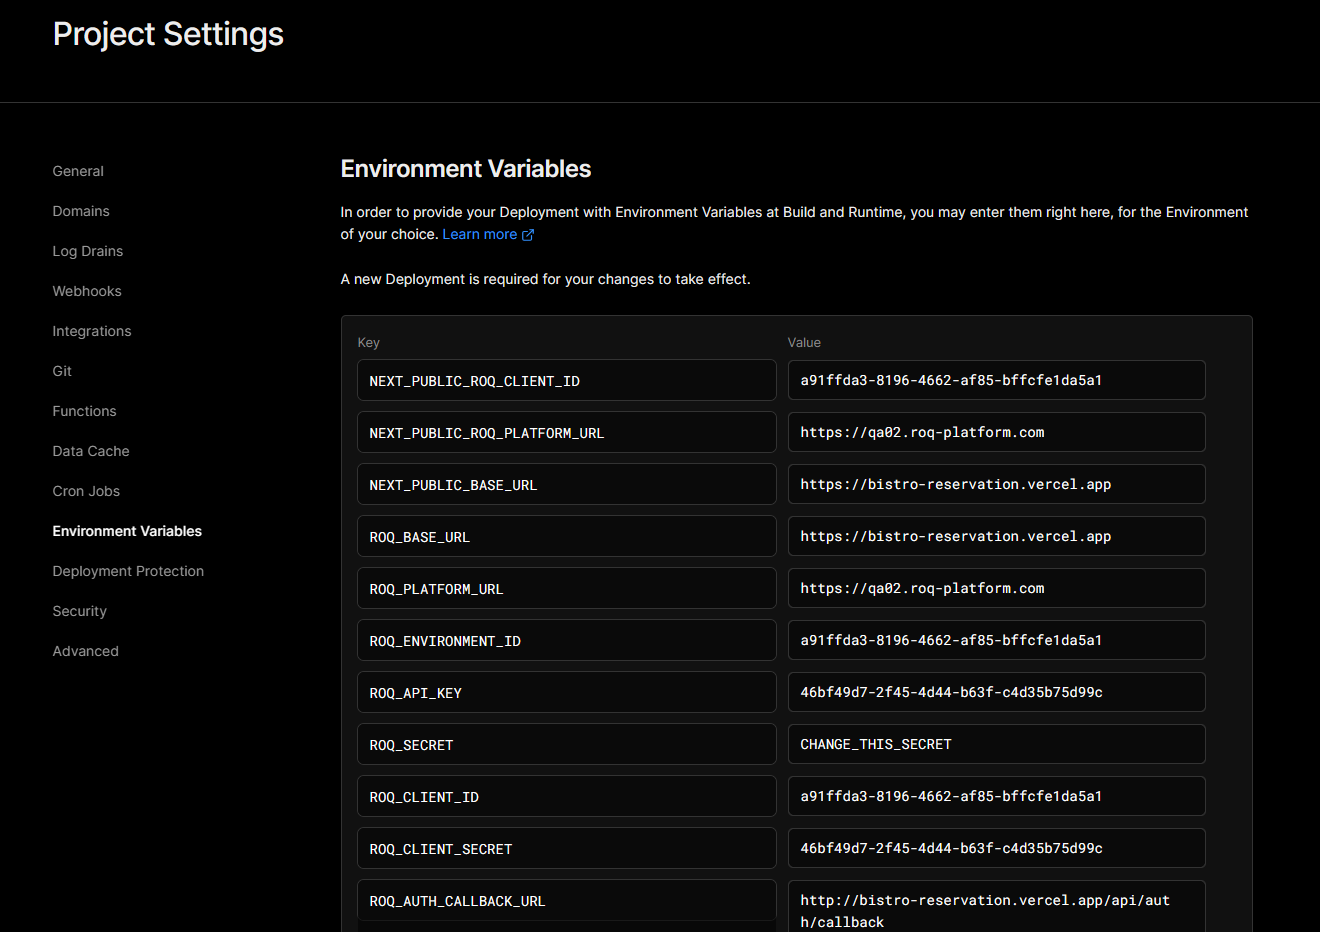 Project Settings
General
Domains
Log Drains
Webhooks
Integrations
Git
Functions
Data Cache
Cron Jobs
Environment Variables
Deployment Protection
Security
Advanced
Environment Variables
In order to provide your Deployment with Environment Variables at Build and Runtime, you may enter them right here, for the Environment
of your choice. Learn more
A new Deployment is required for your changes to take effect.
Key Value
NEXT_PUBLIC_ROQ_CLIENT_ID a91ffda3-8196-4662-af85-bffcfe1da5a1
NEXT_PUBLIC_ROQ_PLATFORM_URL https://qa02.roq-platform.com
NEXT_PUBLIC_BASE_URL https://bistro-reservation.vercel.app
ROQ_BASE_URL https://bistro-reservation.vercel.app
ROQ_PLATFORM_URL https://qa02.roq-platform.com
ROQ_ENVIRONMENT_ID a91ffda3-8196-4662-af85-bffcfe1da5a1
ROQ_API_KEY 46bf49d7-2f45-4d44-b63f-c4d35b75d99c
ROQ_SECRET CHANGE_THIS_SECRET
ROQ_CLIENT_ID a91ffda3-8196-4662-af85-bffcfe1da5a1
ROQ_CLIENT_SECRET 46bf49d7-2f45-4d44-b63f-c4d35b75d99c
ROQ_AUTH_CALLBACK_URL http://bistro-reservation.vercel.app/api/aut
h/callback